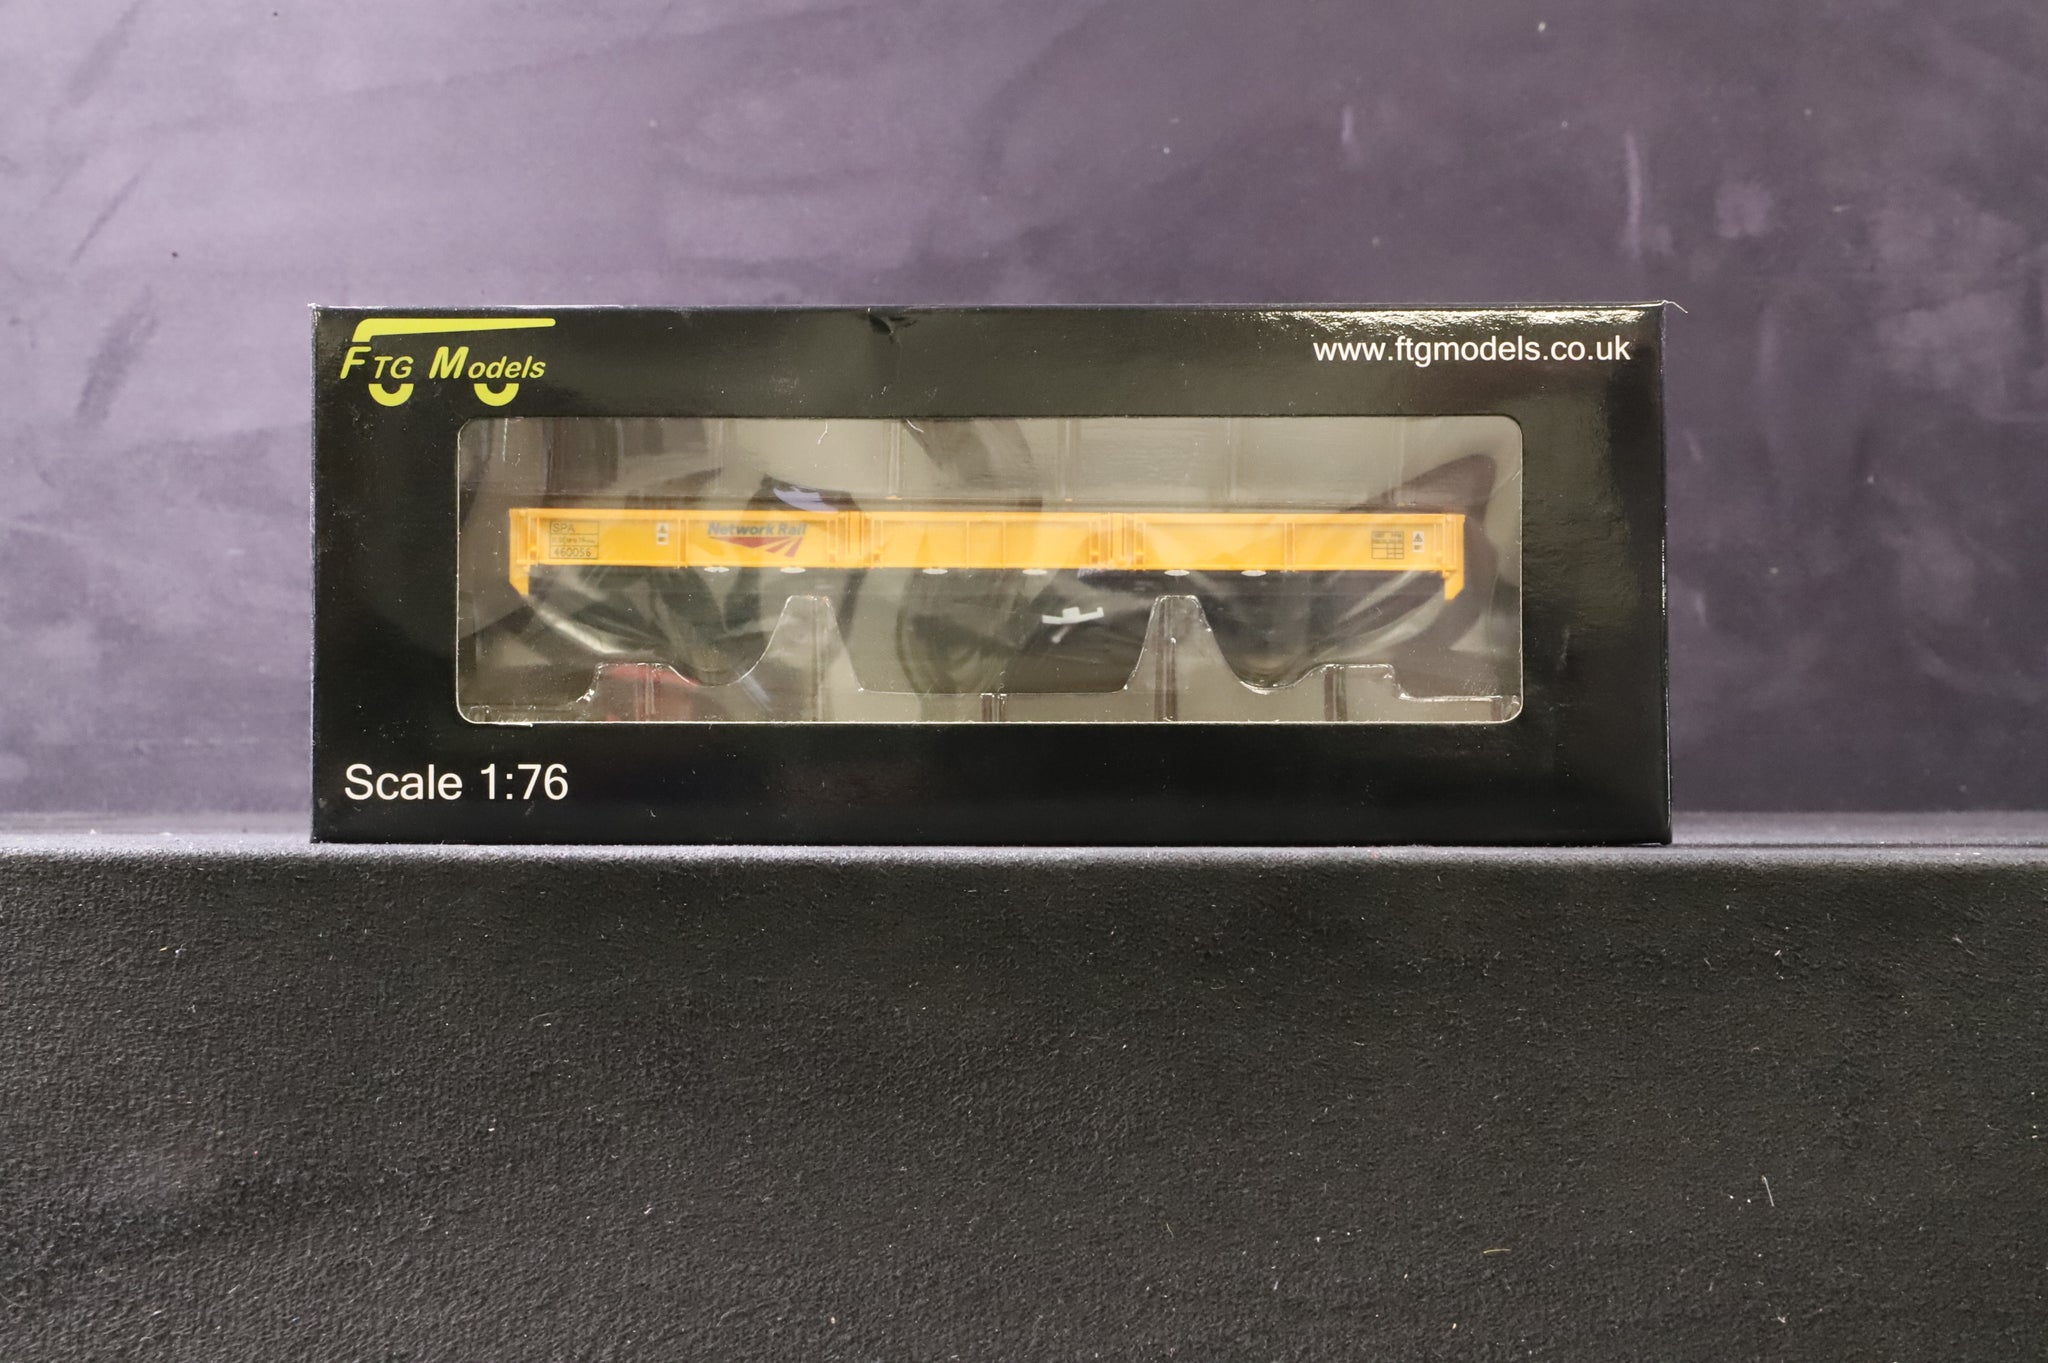 FTG Models
www.ftgmodels.co.uk
SPA
460056
Network Rail
Scale 1:76